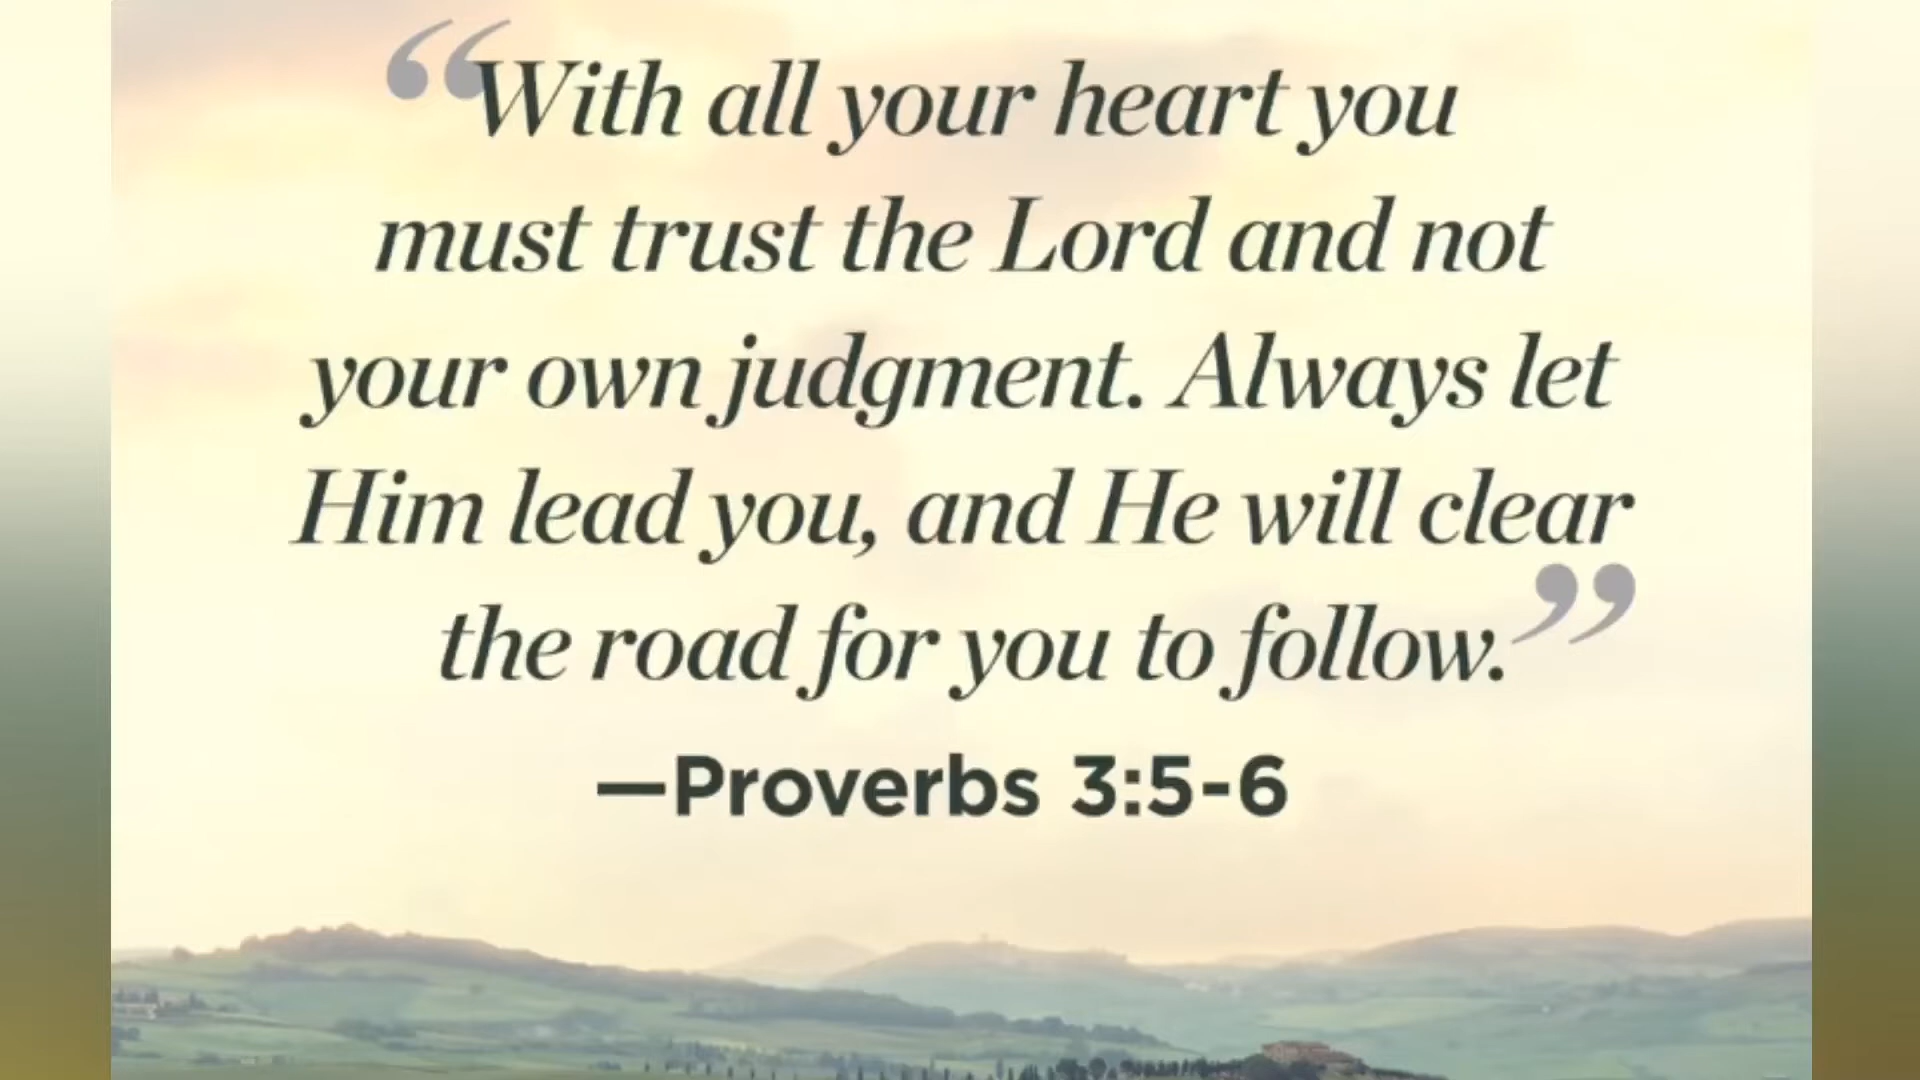 “With all your heart you
must trust the Lord and not
your own judgment. Always let
Him lead you, and He will clear
the road for you to follow.”
—Proverbs 3:5-6